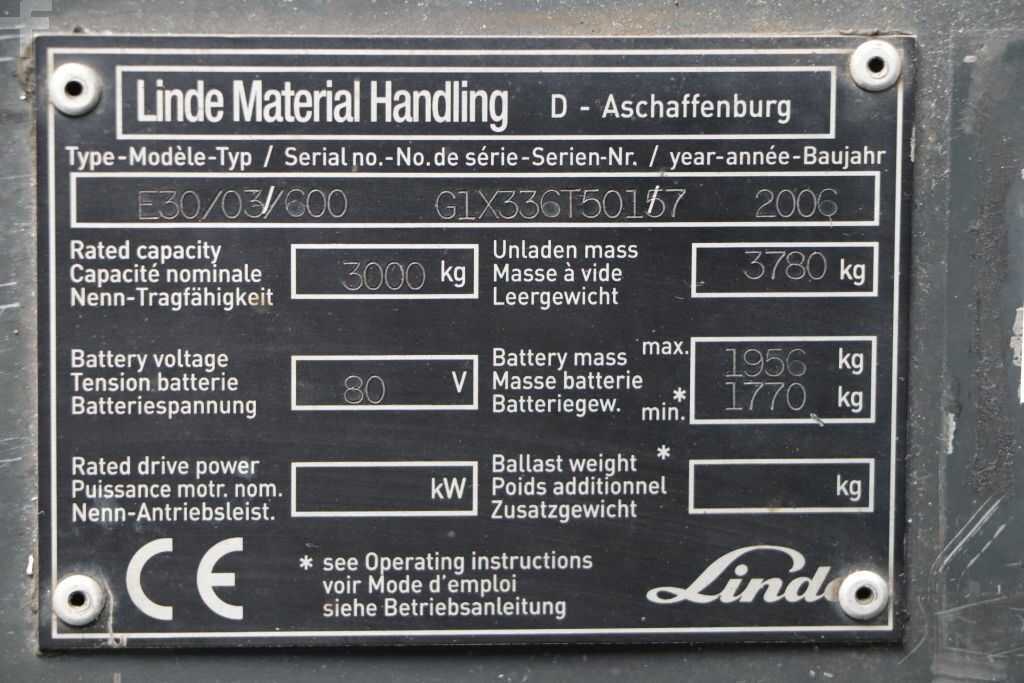 Linde Material Handling D - Aschaffenburg
Type-Modèle-Typ / Serial no.-No.de série-Serien-Nr. / year-année-Baujahr
E30/03/600 2006
Rated capacity
Capacité nominale
Nenn-Tragfähigkeit
3000 kg
Unladen mass
Masse à vide
Leergewicht
3780 kg
Battery voltage
Tension batterie
Batteriespannung
80 V
Battery mass
Masse batterie
Batteriegew.
max. 1956 kg
* min. 1770 kg
Rated drive power
Puissance motr. nom.
Nenn-Antriebsleist.
kW
Ballast weight *
Poids additionnel
Zusatzgewicht
kg
CE
* see Operating instructions
voir Mode d'emploi
siehe Betriebsanleitung
Linde